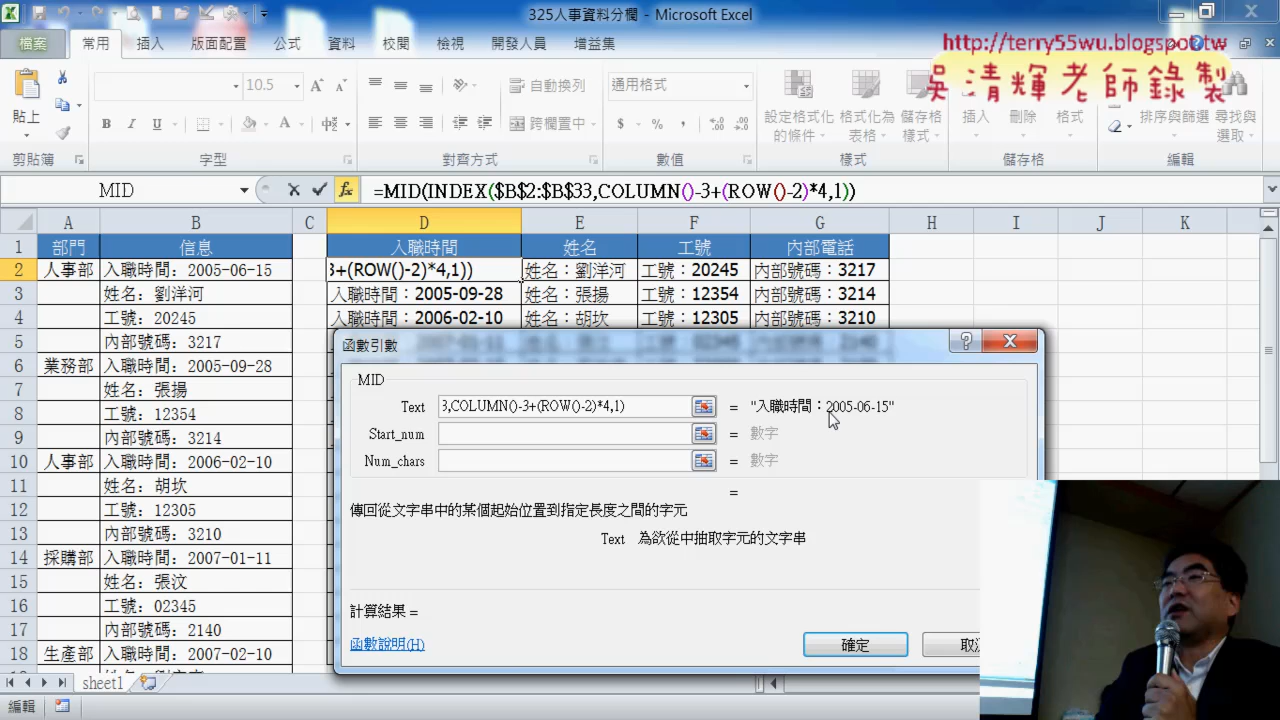 325人事資料分欄 - Microsoft Excel
檔案 常用 插入 版面配置 公式 資料 校閱 檢視 開發人員 增益集
http://terry55wu.blogspot.tw
吳清輝老師錄製
10.5 自動換列 通用格式
貼上 B I U 跨欄置中 $ % , 設定格式化的條件 格式化為表格 儲存格樣式 插入 刪除 格式 排序與篩選 尋找與選取
剪貼簿 字型 對齊方式 數值 樣式 儲存格 編輯
MID =MID(INDEX($B$2:$B$33,COLUMN()-3+(ROW()-2)*4,1))
A B C D E F G H I J K
1 部門 信息 入職時間 姓名 工號 內部電話
2 人事部 入職時間：2005-06-15 3+(ROW()-2)*4,1)) 姓名：劉洋河 工號：20245 內部號碼：3217
3 姓名：劉洋河 入職時間：2005-09-28 姓名：張揚 工號：12354 內部號碼：3214
4 工號：20245 入職時間：2006-02-10 姓名：胡坎 工號：12305 內部號碼：3210
5 內部號碼：3217
6 業務部 入職時間：2005-09-28
7 姓名：張揚
8 工號：12354
9 內部號碼：3214
10 人事部 入職時間：2006-02-10
11 姓名：胡坎
12 工號：12305
13 內部號碼：3210
14 採購部 入職時間：2007-01-11
15 姓名：張汶
16 工號：02345
17 內部號碼：2140
18 生產部 入職時間：2007-02-10
函數引數
MID
Text 3,COLUMN()-3+(ROW()-2)*4,1) = "入職時間：2005-06-15"
Start_num = 數字
Num_chars = 數字
=
傳回從文字串中的某個起始位置到指定長度之間的字元
Text 為欲從中抽取字元的文字串
計算結果 =
函數說明(H) 確定
sheet1
編輯